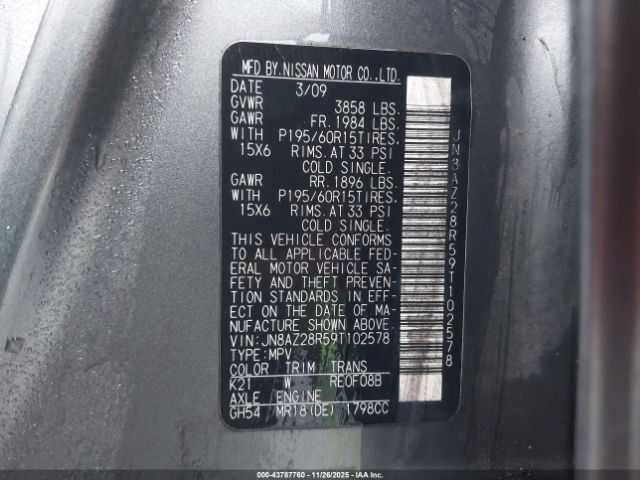 MFD BY. NISSAN MOTOR CO., LTD.
DATE 3/09
GVWR 3858 LBS.
GAWR FR. 1984 LBS.
WITH P195/60R15TIRES.
15X6 RIMS. AT 33 PSI
COLD SINGLE.
GAWR RR. 1896 LBS.
WITH P195/60R15TIRES.
15X6 RIMS. AT 33 PSI
COLD SINGLE.
THIS VEHICLE CONFORMS
TO ALL APPLICABLE FED-
ERAL MOTOR VEHICLE SA-
FETY AND THEFT PREVEN-
TION STANDARDS IN EFF-
ECT ON THE DATE OF MA-
NUFACTURE SHOWN ABOVE.
VIN: JN8AZ28R59T102578
TYPE: MPV
COLOR TRIM TRANS
K21 W RE0F08B
AXLE ENGINE
GH54 MR18(DE) 1798CC
JN8AZ28R59T102578
000-43787760 - 11/26/2025 - IAA Inc.